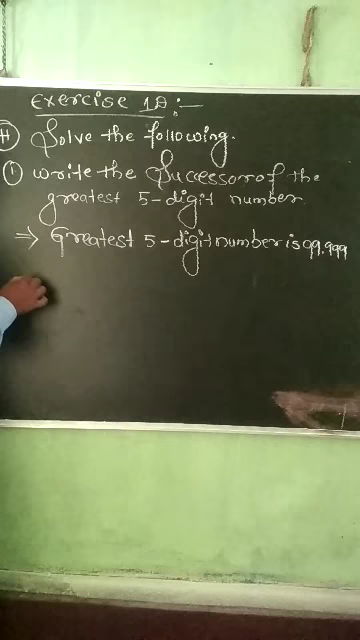 Exercise 1D:-
(H) Solve the following.
(1) Write the Successor of the
greatest 5-digit number.
⇒ Greatest 5-digit number is 99,999